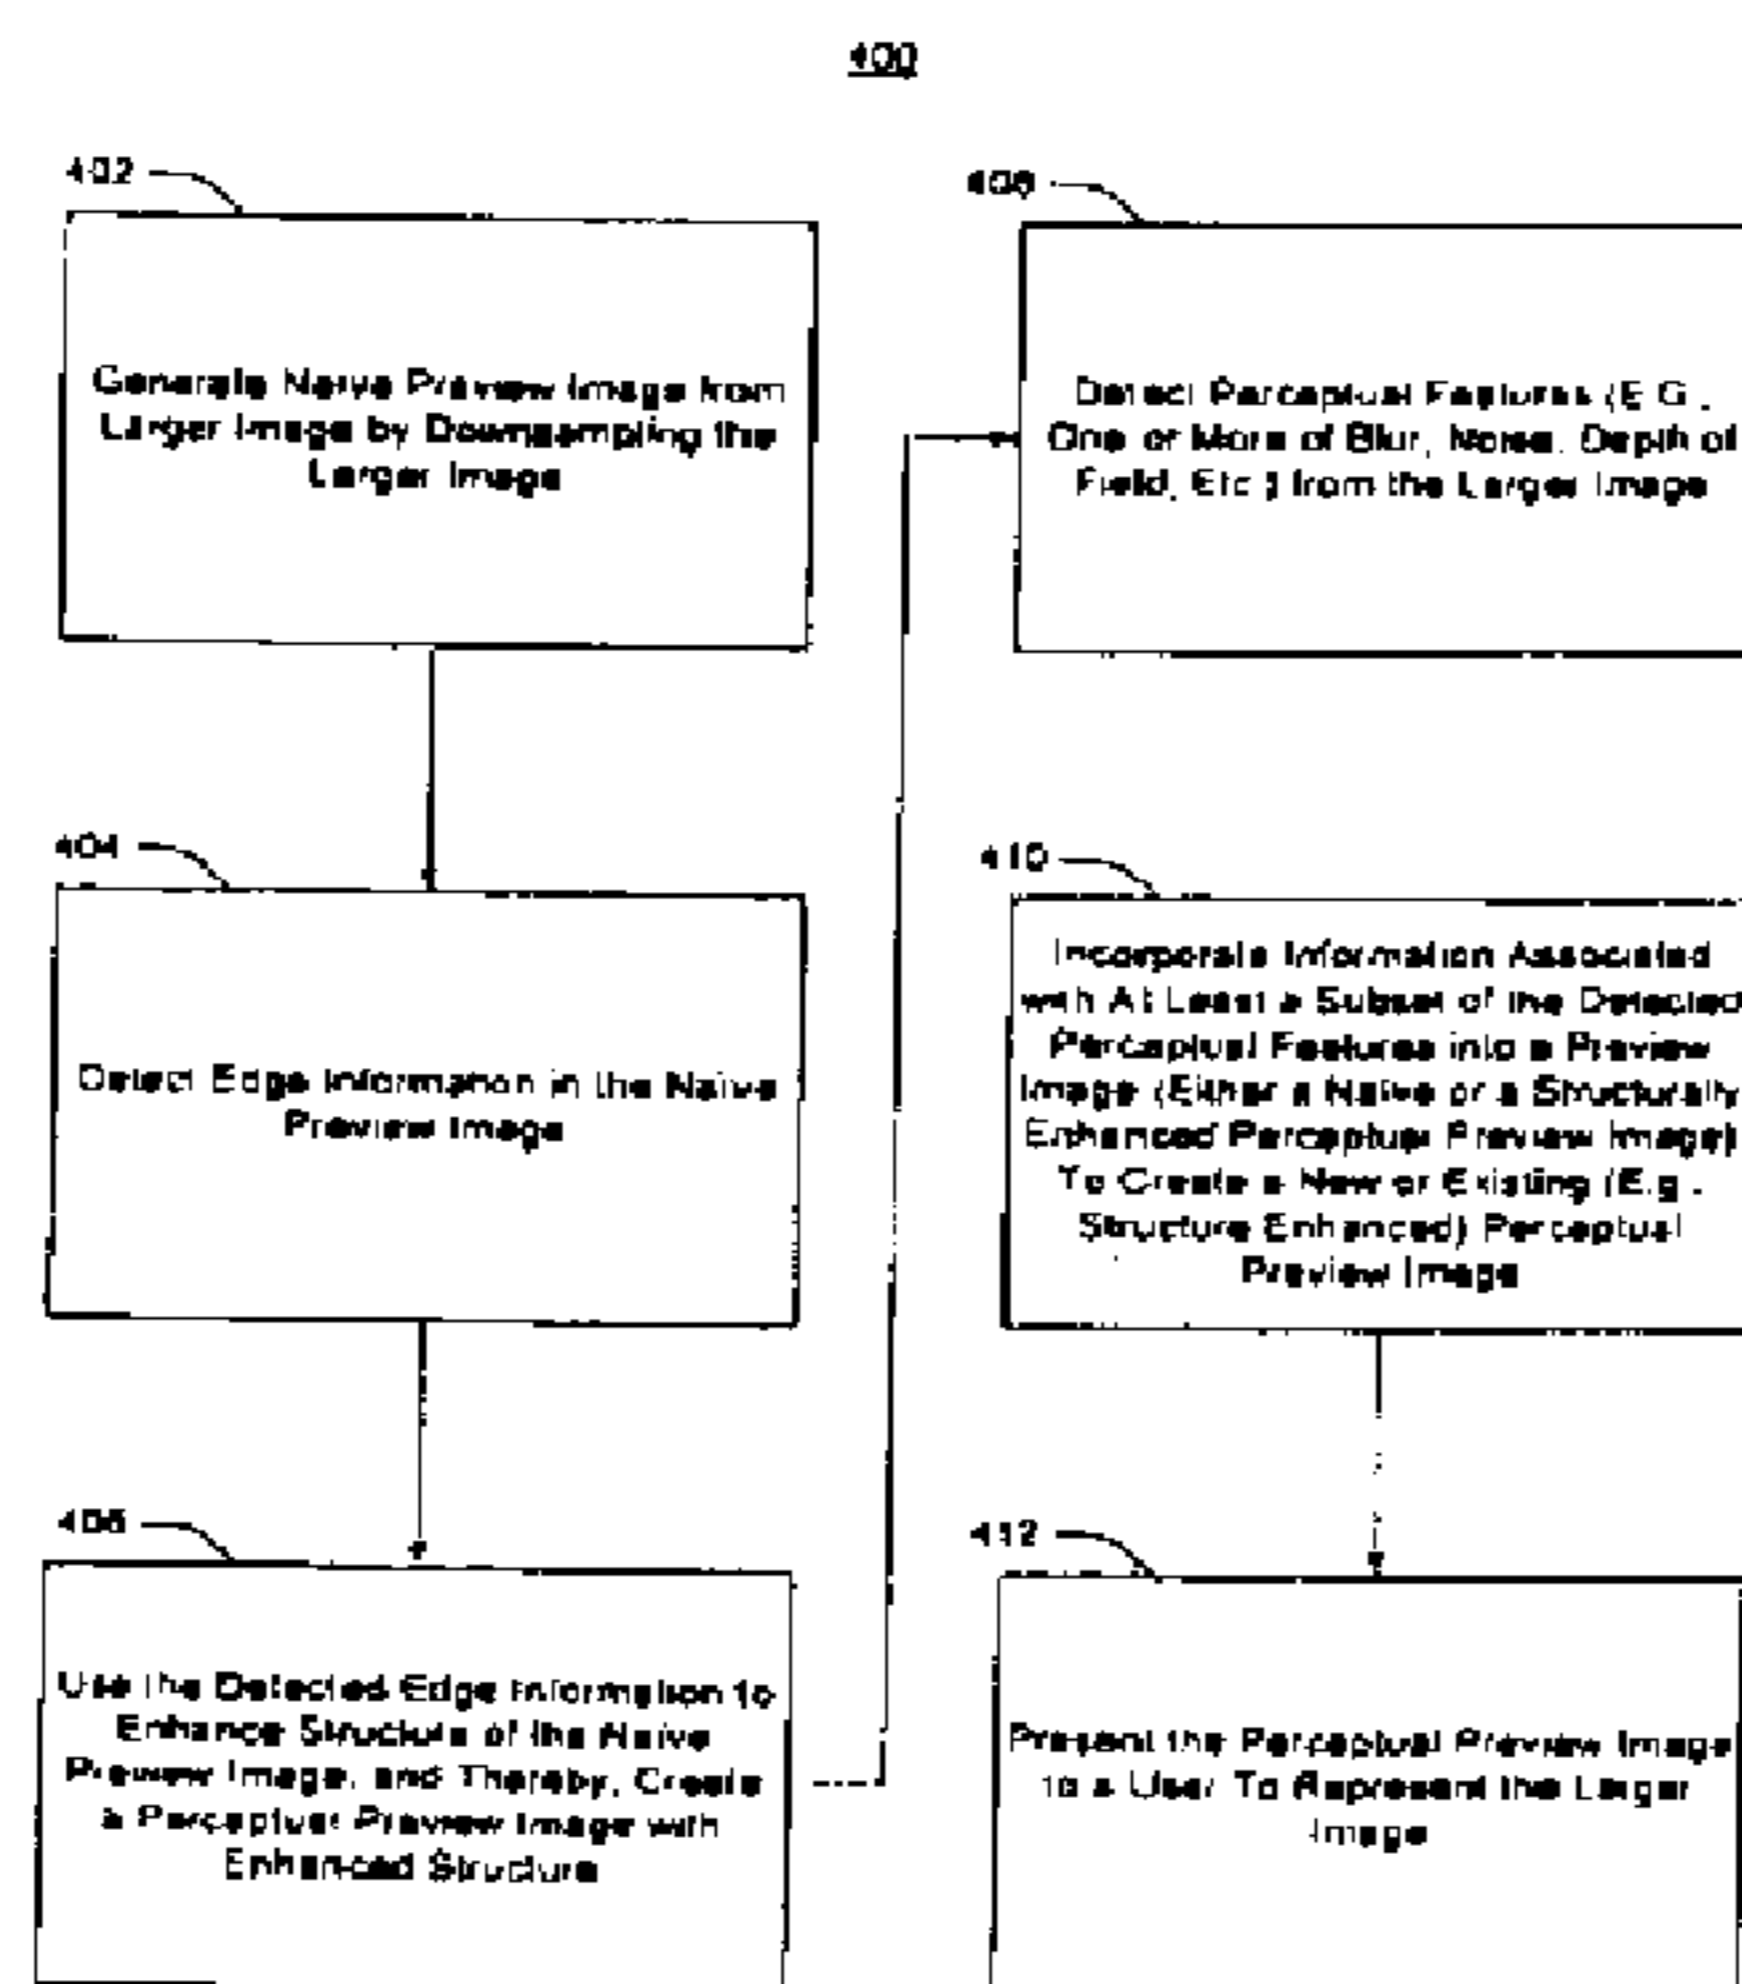 400
402
Generate Naive Preview Image from
Larger Image by Downsampling the
Larger Image
404
Detect Edge Information in the Naive
Preview Image
406
Use the Detected Edge Information to
Enhance Structure of the Naive
Preview Image, and Thereby, Create
a Perceptual Preview Image with
Enhanced Structure
408
Detect Perceptual Features (E.G.,
One or More of Blur, Noise, Depth of
Field, Etc.) from the Larger Image
410
Incorporate Information Associated
with At Least a Subset of the Detected
Perceptual Features into a Preview
Image (Either a Naive or a Structurally
Enhanced Perceptual Preview Image)
To Create a New or Existing (E.g.,
Structure Enhanced) Perceptual
Preview Image
412
Present the Perceptual Preview Image
to a User To Represent the Larger
Image